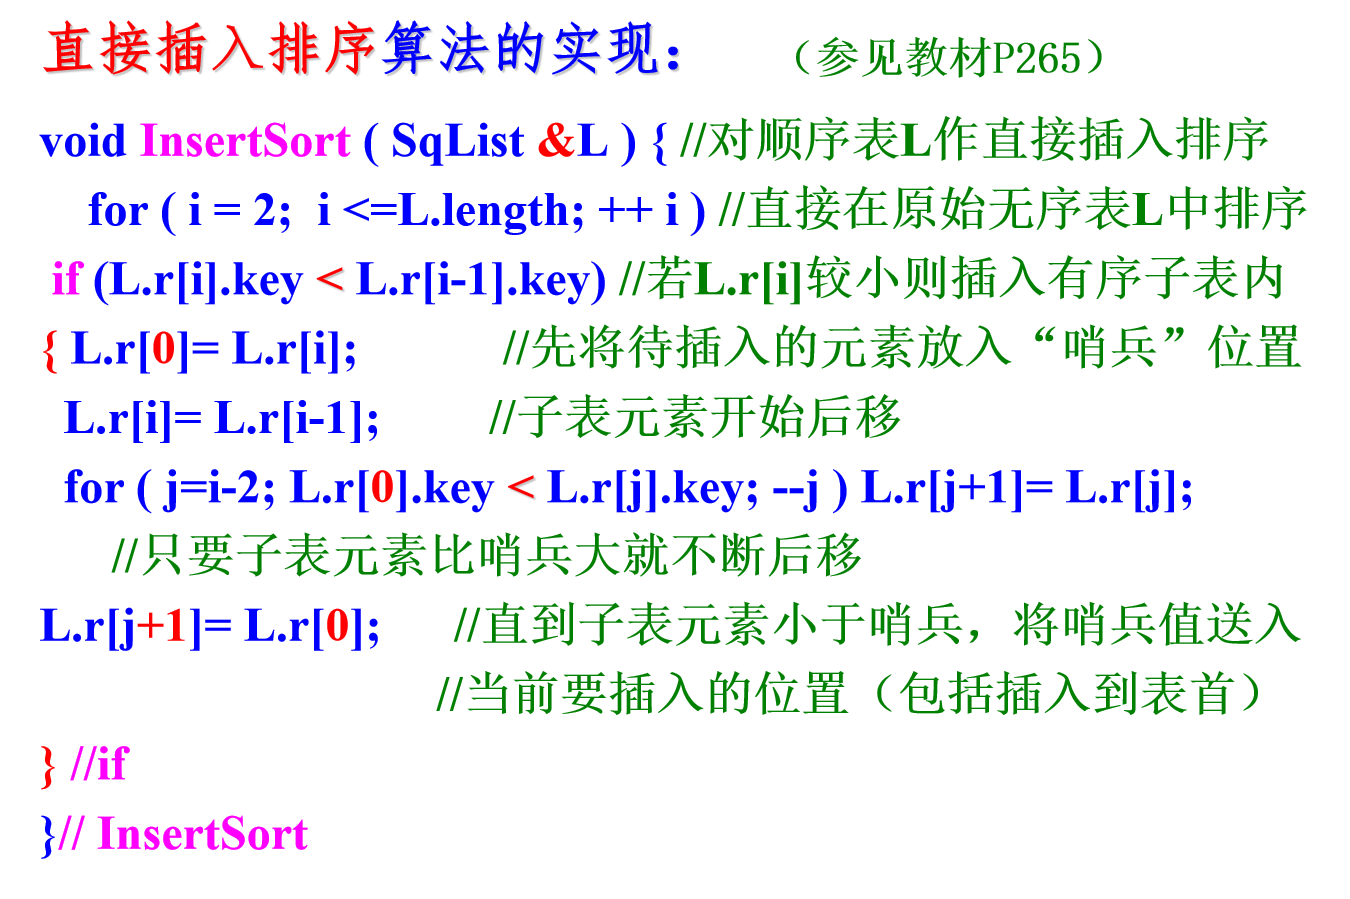 直接插入排序算法的实现： （参见教材P265）
void InsertSort ( SqList &L ) { //对顺序表L作直接插入排序
for ( i = 2; i <=L.length; ++ i ) //直接在原始无序表L中排序
if (L.r[i].key < L.r[i-1].key) //若L.r[i]较小则插入有序子表内
{ L.r[0]= L.r[i]; //先将待插入的元素放入“哨兵”位置
L.r[i]= L.r[i-1]; //子表元素开始后移
for ( j=i-2; L.r[0].key < L.r[j].key; --j ) L.r[j+1]= L.r[j];
//只要子表元素比哨兵大就不断后移
L.r[j+1]= L.r[0]; //直到子表元素小于哨兵，将哨兵值送入
//当前要插入的位置（包括插入到表首）
} //if
}// InsertSort